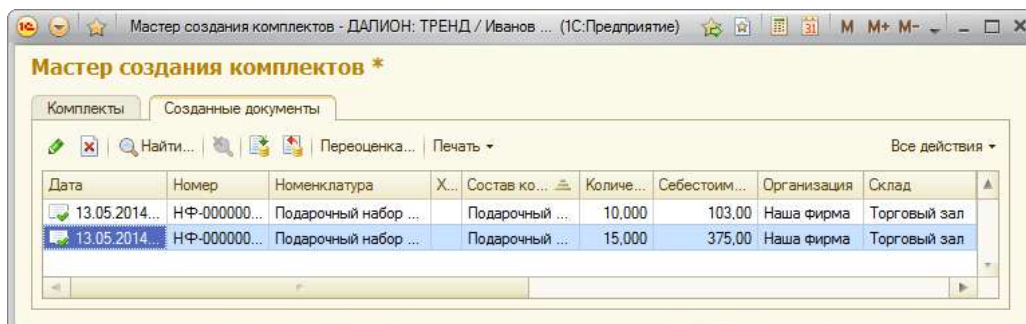 1С Мастер создания комплектов - ДАЛИОН: ТРЕНД / Иванов ... (1С:Предприятие) 31 M M+ M-
Мастер создания комплектов *
Комплекты Созданные документы
Найти... Переоценка... Печать Все действия
Дата Номер Номенклатура Х... Состав ко... Количе... Себестоим... Организация Склад
13.05.2014... НФ-000000... Подарочный набор ... Подарочный ... 10,000 103,00 Наша фирма Торговый зал
13.05.2014... НФ-000000... Подарочный набор ... Подарочный ... 15,000 375,00 Наша фирма Торговый зал